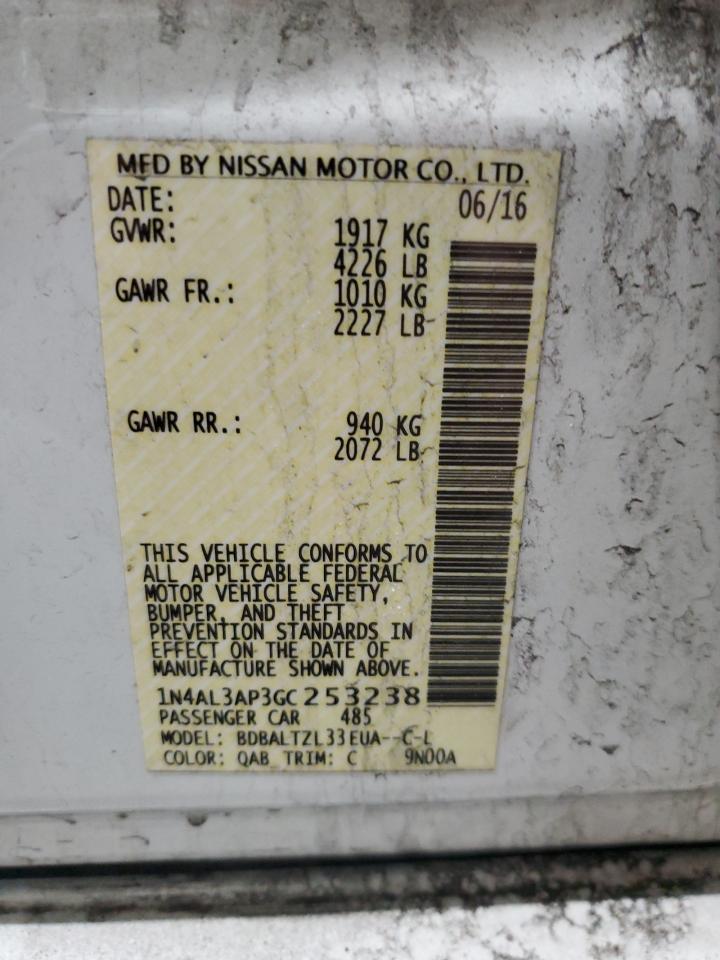 MFD BY NISSAN MOTOR CO., LTD.
DATE: 06/16
GVWR: 1917 KG
4226 LB
GAWR FR.: 1010 KG
2227 LB
GAWR RR.: 940 KG
2072 LB
THIS VEHICLE CONFORMS TO
ALL APPLICABLE FEDERAL
MOTOR VEHICLE SAFETY,
BUMPER, AND THEFT
PREVENTION STANDARDS IN
EFFECT ON THE DATE OF
MANUFACTURE SHOWN ABOVE.
1N4AL3AP3GC253238
PASSENGER CAR 485
MODEL: BDBALTZL33EUA--C-L
COLOR: QAB TRIM: C 9N00A